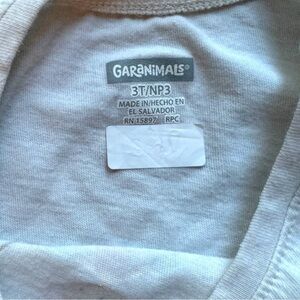 GARANIMALS®
3T/NP3
MADE IN/HECHO EN
EL SALVADOR
RN 15897 RPC